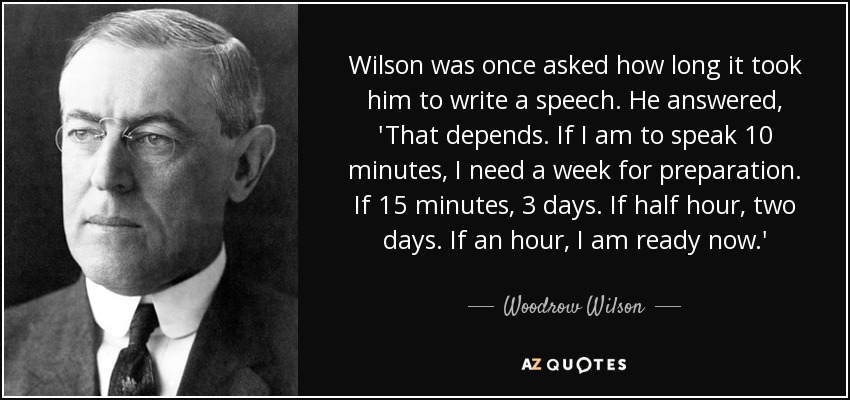 Wilson was once asked how long it took
him to write a speech. He answered,
'That depends. If I am to speak 10
minutes, I need a week for preparation.
If 15 minutes, 3 days. If half hour, two
days. If an hour, I am ready now.'
Woodrow Wilson
AZ QUOTES